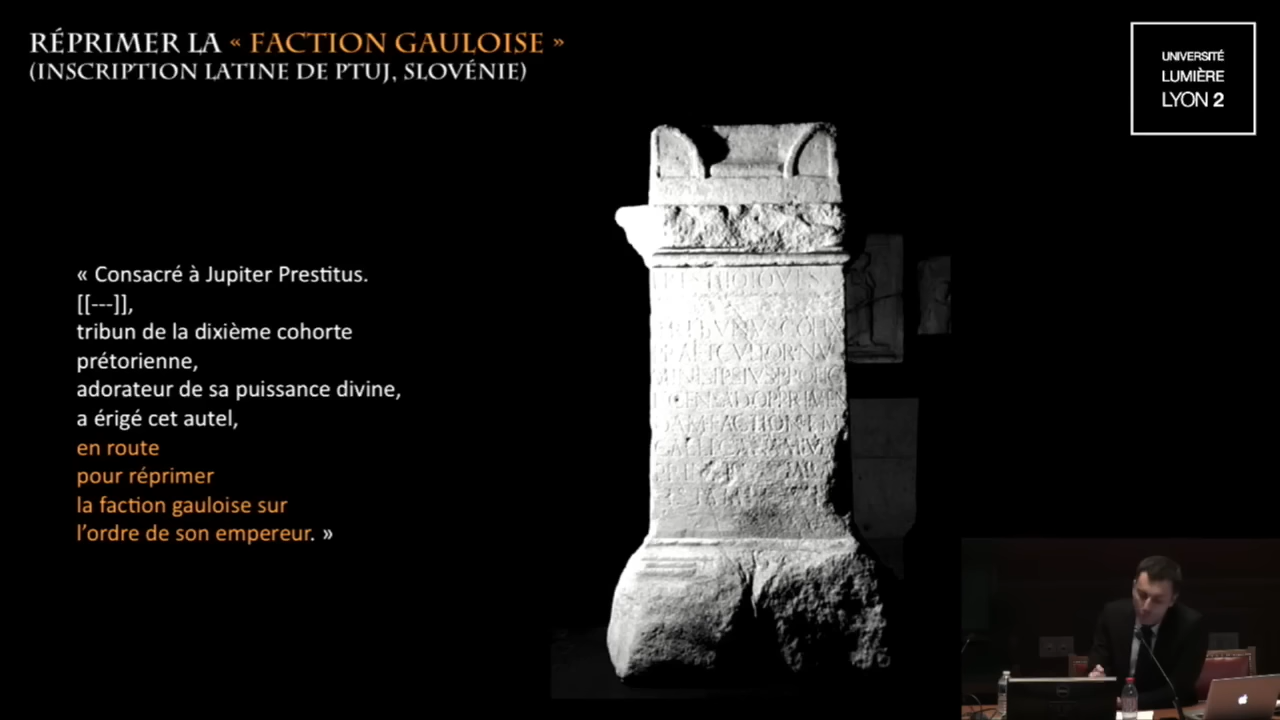 RÉPRIMER LA « FACTION GAULOISE »
(INSCRIPTION LATINE DE PTUJ, SLOVÉNIE)
UNIVERSITÉ
LUMIÈRE
LYON 2
« Consacré à Jupiter Prestitus.
[[---]],
tribun de la dixième cohorte
prétorienne,
adorateur de sa puissance divine,
a érigé cet autel,
en route
pour réprimer
la faction gauloise sur
l'ordre de son empereur. »